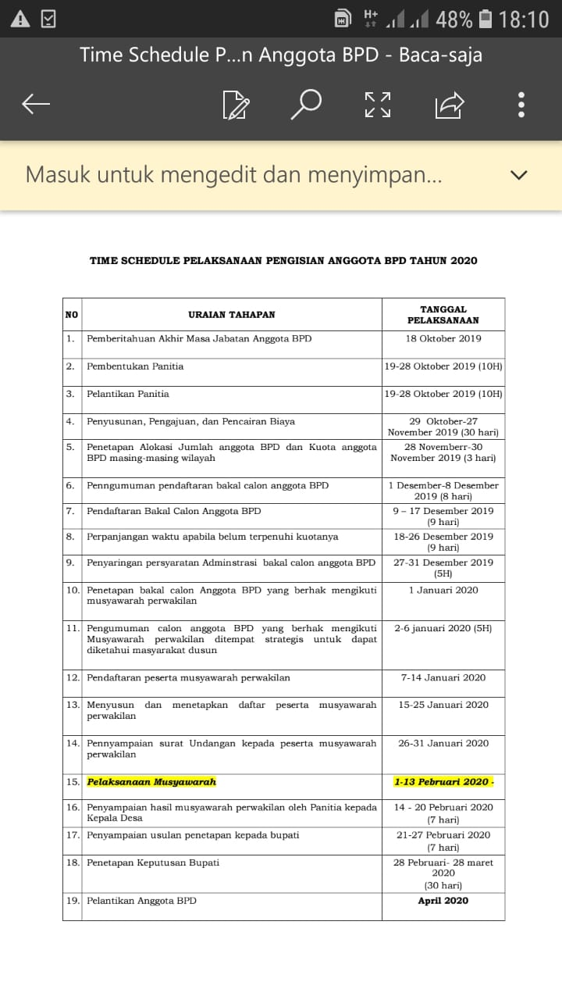 H+ 48% 18:10
Time Schedule P...n Anggota BPD - Baca-saja
Masuk untuk mengedit dan menyimpan...
TIME SCHEDULE PELAKSANAAN PENGISIAN ANGGOTA BPD TAHUN 2020
NO URAIAN TAHAPAN TANGGAL
PELAKSANAAN
1. Pemberitahuan Akhir Masa Jabatan Anggota BPD 18 Oktober 2019
2. Pembentukan Panitia 19-28 Oktober 2019 (10H)
3. Pelantikan Panitia 19-28 Oktober 2019 (10H)
4. Penyusunan, Pengajuan, dan Pencairan Biaya 29 Oktober-27
November 2019 (30 hari)
5. Penetapan Alokasi Jumlah anggota BPD dan Kuota anggota 28 Novemberr-30
BPD masing-masing wilayah November 2019 (3 hari)
6. Penngumuman pendaftaran bakal calon anggota BPD 1 Desember-8 Desember
2019 (8 hari)
7. Pendaftaran Bakal Calon Anggota BPD 9 – 17 Desember 2019
(9 hari)
8. Perpanjangan waktu apabila belum terpenuhi kuotanya 18-26 Desember 2019
(9 hari)
9. Penyaringan persyaratan Adminstrasi bakal calon anggota BPD 27-31 Desember 2019
(5H)
10. Penetapan bakal calon Anggota BPD yang berhak mengikuti 1 Januari 2020
musyawarah perwakilan
11. Pengumuman calon anggota BPD yang berhak mengikuti 2-6 januari 2020 (5H)
Musyawarah perwakilan ditempat strategis untuk dapat
diketahui masyarakat dusun
12. Pendaftaran peserta musyawarah perwakilan 7-14 Januari 2020
13. Menyusun dan menetapkan daftar peserta musyawarah 15-25 Januari 2020
perwakilan
14. Pennyampaian surat Undangan kepada peserta musyawarah 26-31 Januari 2020
perwakilan
15. Pelaksanaan Musyawarah 1-13 Pebruari 2020 -
16. Penyampaian hasil musyawarah perwakilan oleh Panitia kepada 14 - 20 Pebruari 2020
Kepala Desa (7 hari)
17. Penyampaian usulan penetapan kepada bupati 21-27 Pebruari 2020
(7 hari)
18. Penetapan Keputusan Bupati 28 Pebruari- 28 maret
2020
(30 hari)
19. Pelantikan Anggota BPD April 2020